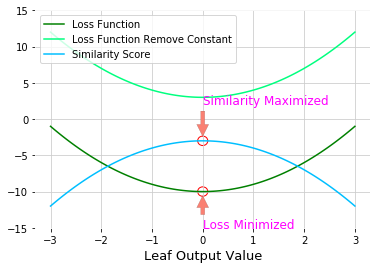 15
10
5
0
−5
−10
−15
Loss Function
Loss Function Remove Constant
Similarity Score
Similarity Maximized
Loss Minimized
−3
−2
−1
0
1
2
3
Leaf Output Value